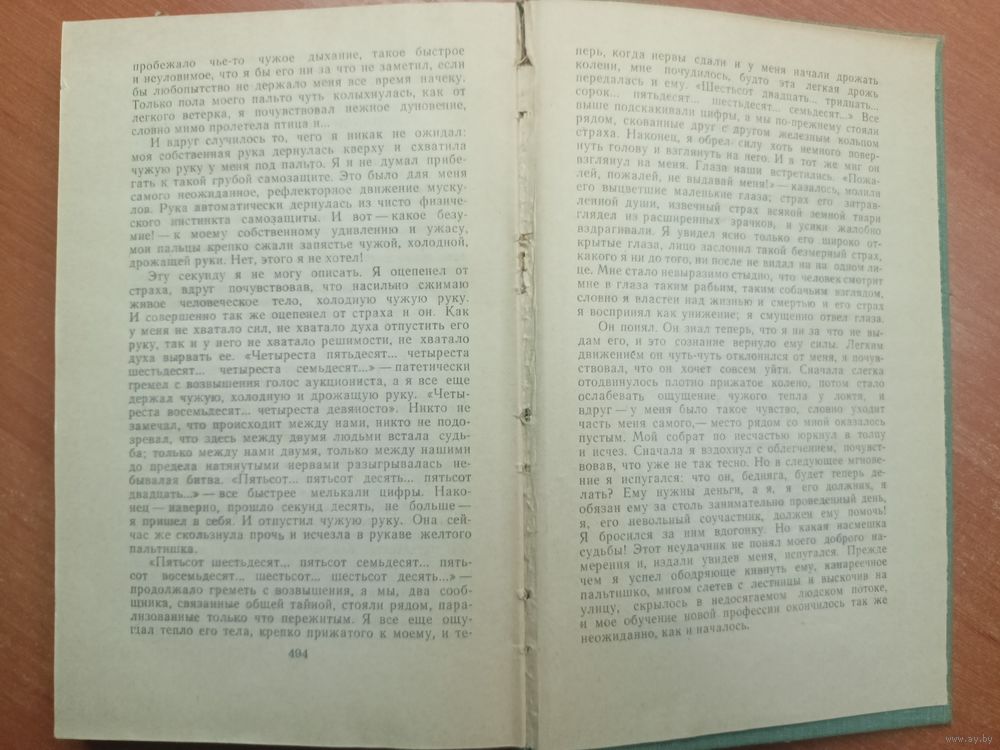 пробежало чье-то чужое дыхание, такое быстрое
и неуловимое, что я бы его ни за что не заметил, если
бы любопытство не держало меня все время начеку.
Только пола моего пальто чуть колыхнулась, как от
легкого ветерка, я почувствовал нежное дуновение,
словно мимо пролетела птица и...
И вдруг случилось то, чего я никак не ожидал:
моя собственная рука дернулась кверху и схватила
чужую руку у меня под пальто. Я и не думал прибе-
гать к такой грубой самозащите. Это было для меня
самого неожиданное, рефлекторное движение муску-
лов. Рука автоматически дернулась из чисто физиче-
ского инстинкта самозащиты. И вот — какое безу-
мие! — к моему собственному удивлению и ужасу,
мои пальцы крепко сжали запястье чужой, холодной,
дрожащей руки. Нет, этого я не хотел!
Эту секунду я не могу описать. Я оцепенел от
страха, вдруг почувствовав, что насильно сжимаю
живое человеческое тело, холодную чужую руку.
И совершенно так же оцепенел от страха и он. Как
у меня не хватало сил, не хватало духа отпустить его
руку, так и у него не хватало решимости, не хватало
духа вырвать ее. «Четыреста пятьдесят... четыреста
шестьдесят... четыреста семьдесят...» — патетически
гремел с возвышения голос аукциониста, а я все еще
держал чужую, холодную и дрожащую руку. «Четы-
реста восемьдесят... четыреста девяносто». Никто не
замечал, что происходит между нами, никто не подо-
зревал, что здесь между двумя людьми встала судь-
ба; только между нами двумя, только между нашими
до предела натянутыми нервами разыгрывалась не-
бывалая битва. «Пятьсот... пятьсот десять... пятьсот
двадцать...» — все быстрее мелькали цифры. Нако-
нец — наверно, прошло секунд десять, не больше —
я пришел в себя. И отпустил чужую руку. Она сей-
час же скользнула прочь и исчезла в рукаве желтого
пальтишка.
«Пятьсот шестьдесят... пятьсот семьдесят... пять-
сот восемьдесят... шестьсот... шестьсот десять...» —
продолжало греметь с возвышения, а мы, два сооб-
щника, связанные общей тайной, стояли рядом, пара-
лизованные только что пережитым. Я все еще ощу-
щал тепло его тела, крепко прижатого к моему, и те-
494
перь, когда нервы сдали и у меня начали дрожать
колени, мне почудилось, будто эта легкая дрожь
передалась и ему. «Шестьсот двадцать... тридцать...
сорок... пятьдесят... шестьдесят... семьдесят...» Все
выше подскакивали цифры, а мы по-прежнему стояли
рядом, скованные друг с другом железным кольцом
страха. Наконец, я обрел силу хоть немного повер-
нуть голову и взглянуть на него. И в тот же миг он
взглянул на меня. Глаза наши встретились. «Пожа-
лей, пожалей, не выдавай меня!» — казалось, молили
его выцветшие маленькие глаза; страх его затрав-
ленной души, извечный страх всякой земной твари
глядел из расширенных зрачков, и усики жалобно
вздрагивали. Я увидел ясно только его широко от-
крытые глаза, лицо заслонил такой безмерный страх,
какого я ни до того, ни после не видал ни на одном ли-
це. Мне стало невыразимо стыдно, что человек смотрит
мне в глаза таким рабьим, таким собачьим взглядом,
словно я властен над жизнью и смертью и его страх
я воспринял как унижение; я смущенно отвел глаза.
Он понял. Он знал теперь, что я ни за что не вы-
дам его, и это сознание вернуло ему силы. Легким
движением он чуть-чуть отклонился от меня, я почув-
ствовал, что он хочет совсем уйти. Сначала слегка
отодвинулось плотно прижатое колено, потом стало
ослабевать ощущение чужого тепла у локтя, и
вдруг — у меня было такое чувство, словно уходит
часть меня самого, — место рядом со мной оказалось
пустым. Мой собрат по несчастью юркнул в толпу
и исчез. Сначала я вздохнул с облегчением, почувст-
вовав, что уже не так тесно. Но в следующее мгнове-
ние я испугался: что он, бедняга, будет теперь де-
лать? Ему нужны деньги, а я, я его должник, я
обязан ему за столь занимательно проведенный день,
я, его невольный соучастник, должен ему помочь!
Я бросился за ним вдогонку. Но какая насмешка
судьбы! Этот неудачник не понял моего доброго на-
мерения и, издали увидев меня, испугался. Прежде
чем я успел ободряюще кивнуть ему, канареечное
пальтишко, мигом слетев с лестницы и выскочив на
улицу, скрылось в недосягаемом людском потоке,
и мое обучение новой профессии окончилось так же
неожиданно, как и началось.
www.ay.by